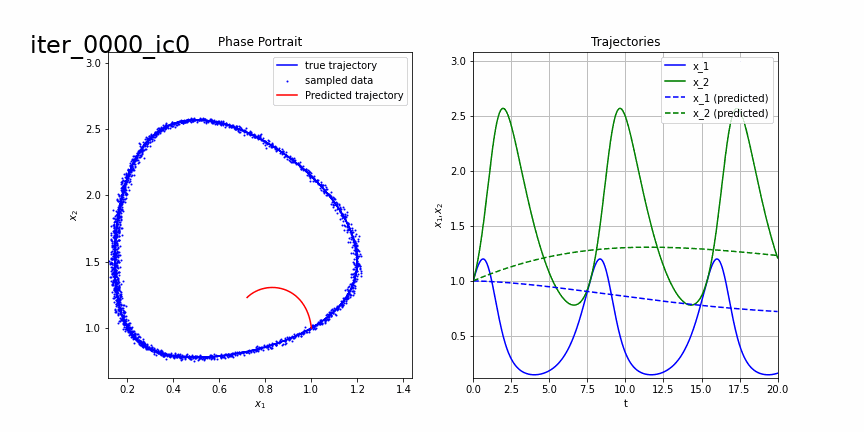 iter_0000_ic0
Phase Portrait
true trajectory
sampled data
Predicted trajectory
3.0
2.5
2.0
1.5
1.0
x₂
0.2 0.4 0.6 0.8 1.0 1.2 1.4
x₁
Trajectories
x_1
x_2
x_1 (predicted)
x_2 (predicted)
3.0
2.5
2.0
1.5
1.0
0.5
x₁,x₂
0.0 2.5 5.0 7.5 10.0 12.5 15.0 17.5 20.0
t